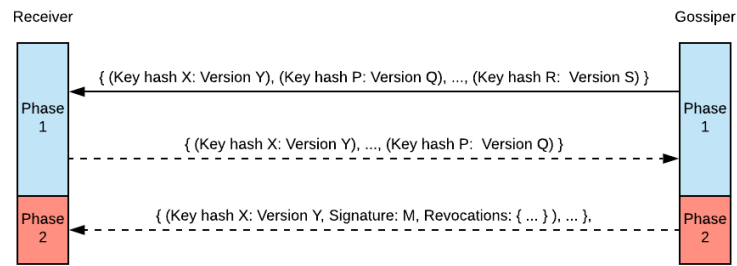 Receiver
Gossiper
{ (Key hash X: Version Y), (Key hash P: Version Q), ..., (Key hash R:  Version S) }
Phase
1
Phase
1
{ (Key hash X: Version Y), ..., (Key hash P:  Version Q) }
Phase
2
{ (Key hash X: Version Y, Signature: M, Revocations: { ... } ), ... },
Phase
2